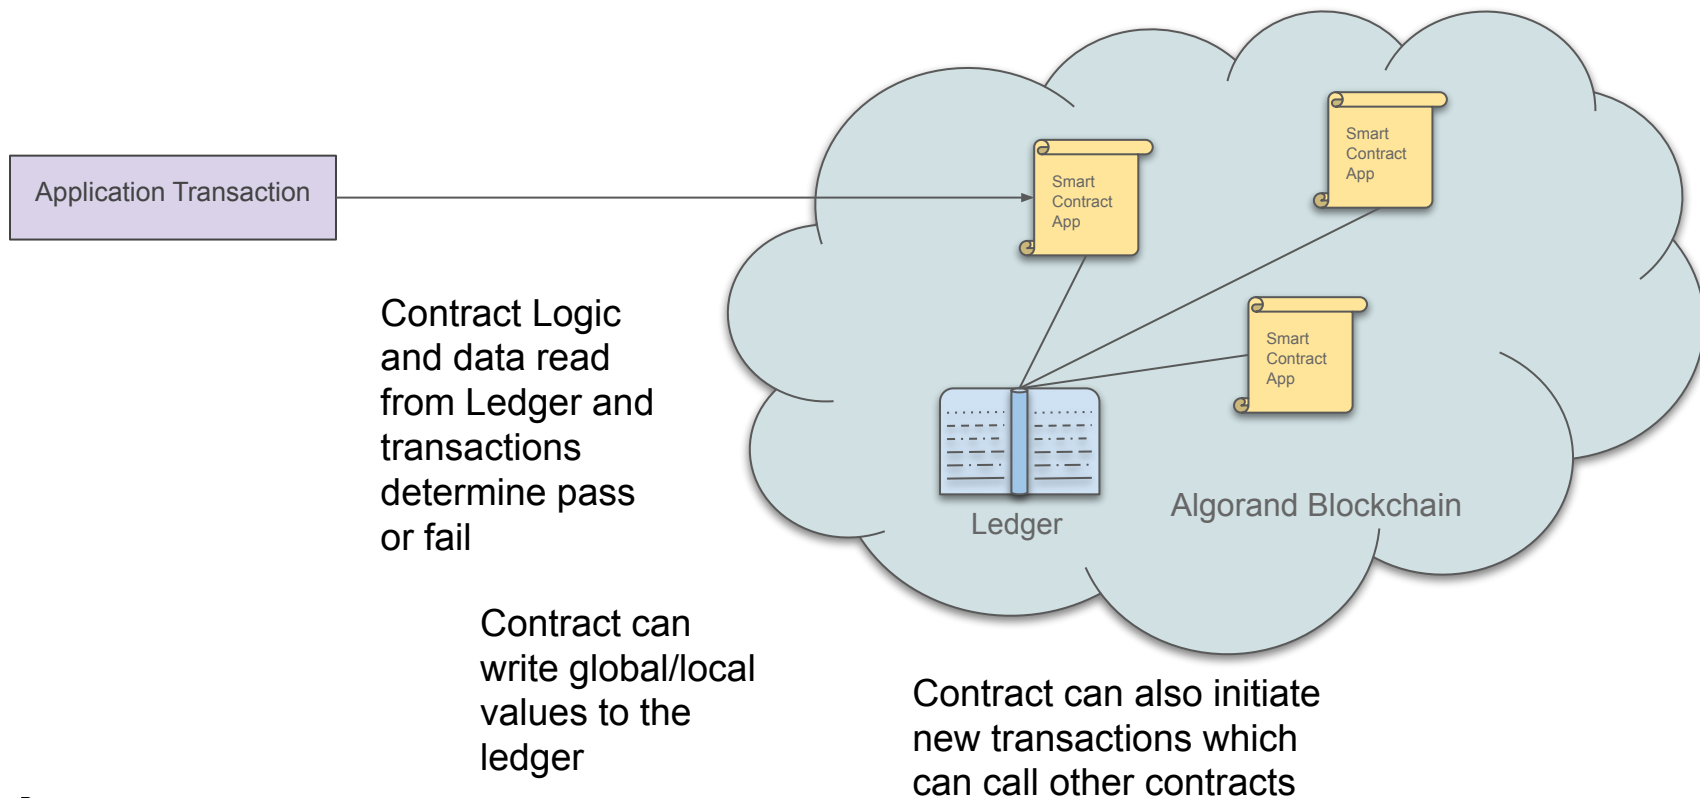 Application Transaction
Smart
Contract
App
Smart
Contract
App
Smart
Contract
App
Ledger
Algorand Blockchain
Contract Logic
and data read
from Ledger and
transactions
determine pass
or fail
Contract can
write global/local
values to the
ledger
Contract can also initiate
new transactions which
can call other contracts